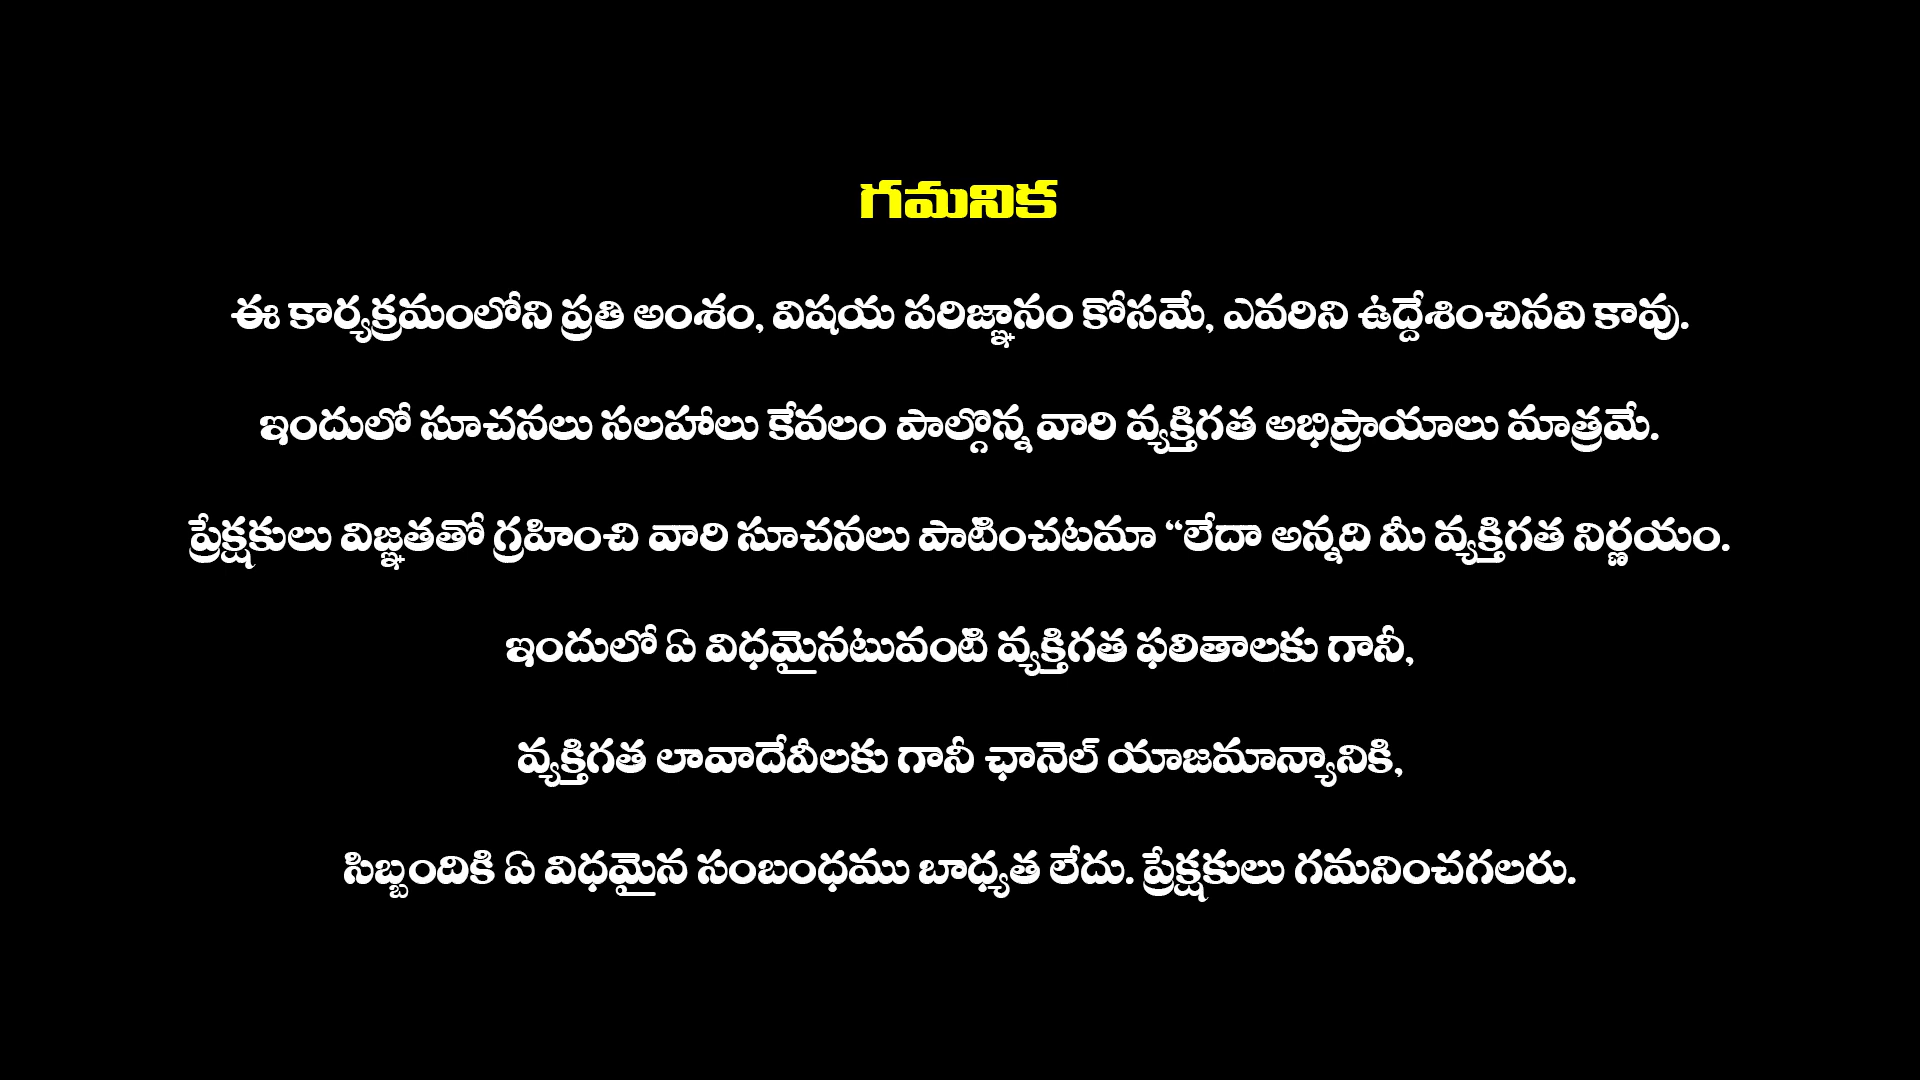 గమనిక
ఈ కార్యక్రమంలోని ప్రతి అంశం, విషయ పరిజ్ఞానం కోసమే, ఎవరిని ఉద్దేశించినవి కావు.
ఇందులో సూచనలు సలహాలు కేవలం పాల్గొన్న వారి వ్యక్తిగత అభిప్రాయాలు మాత్రమే.
ప్రేక్షకులు విజ్ఞతతో గ్రహించి వారి సూచనలు పాటించటమా “లేదా అన్నది మీ వ్యక్తిగత నిర్ణయం.
ఇందులో ఏ విధమైనటువంటి వ్యక్తిగత ఫలితాలకు గానీ,
వ్యక్తిగత లావాదేవీలకు గానీ ఛానెల్ యాజమాన్యానికి,
సిబ్బందికి ఏ విధమైన సంబంధము బాధ్యత లేదు. ప్రేక్షకులు గమనించగలరు.